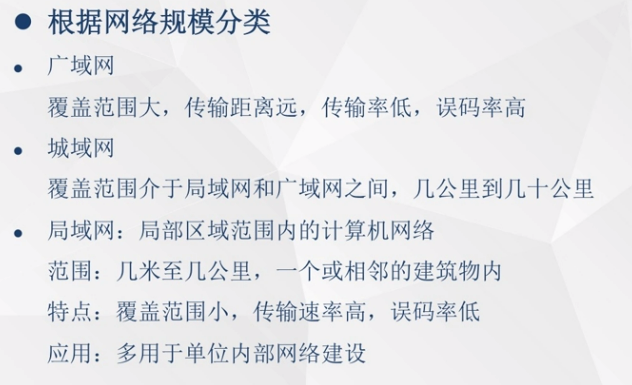 ● 根据网络规模分类
● 广域网
覆盖范围大，传输距离远，传输率低，误码率高
● 城域网
覆盖范围介于局域网和广域网之间，几公里到几十公里
● 局域网：局部区域范围内的计算机网络
范围：几米至几公里，一个或相邻的建筑物内
特点：覆盖范围小，传输速率高，误码率低
应用：多用于单位内部网络建设